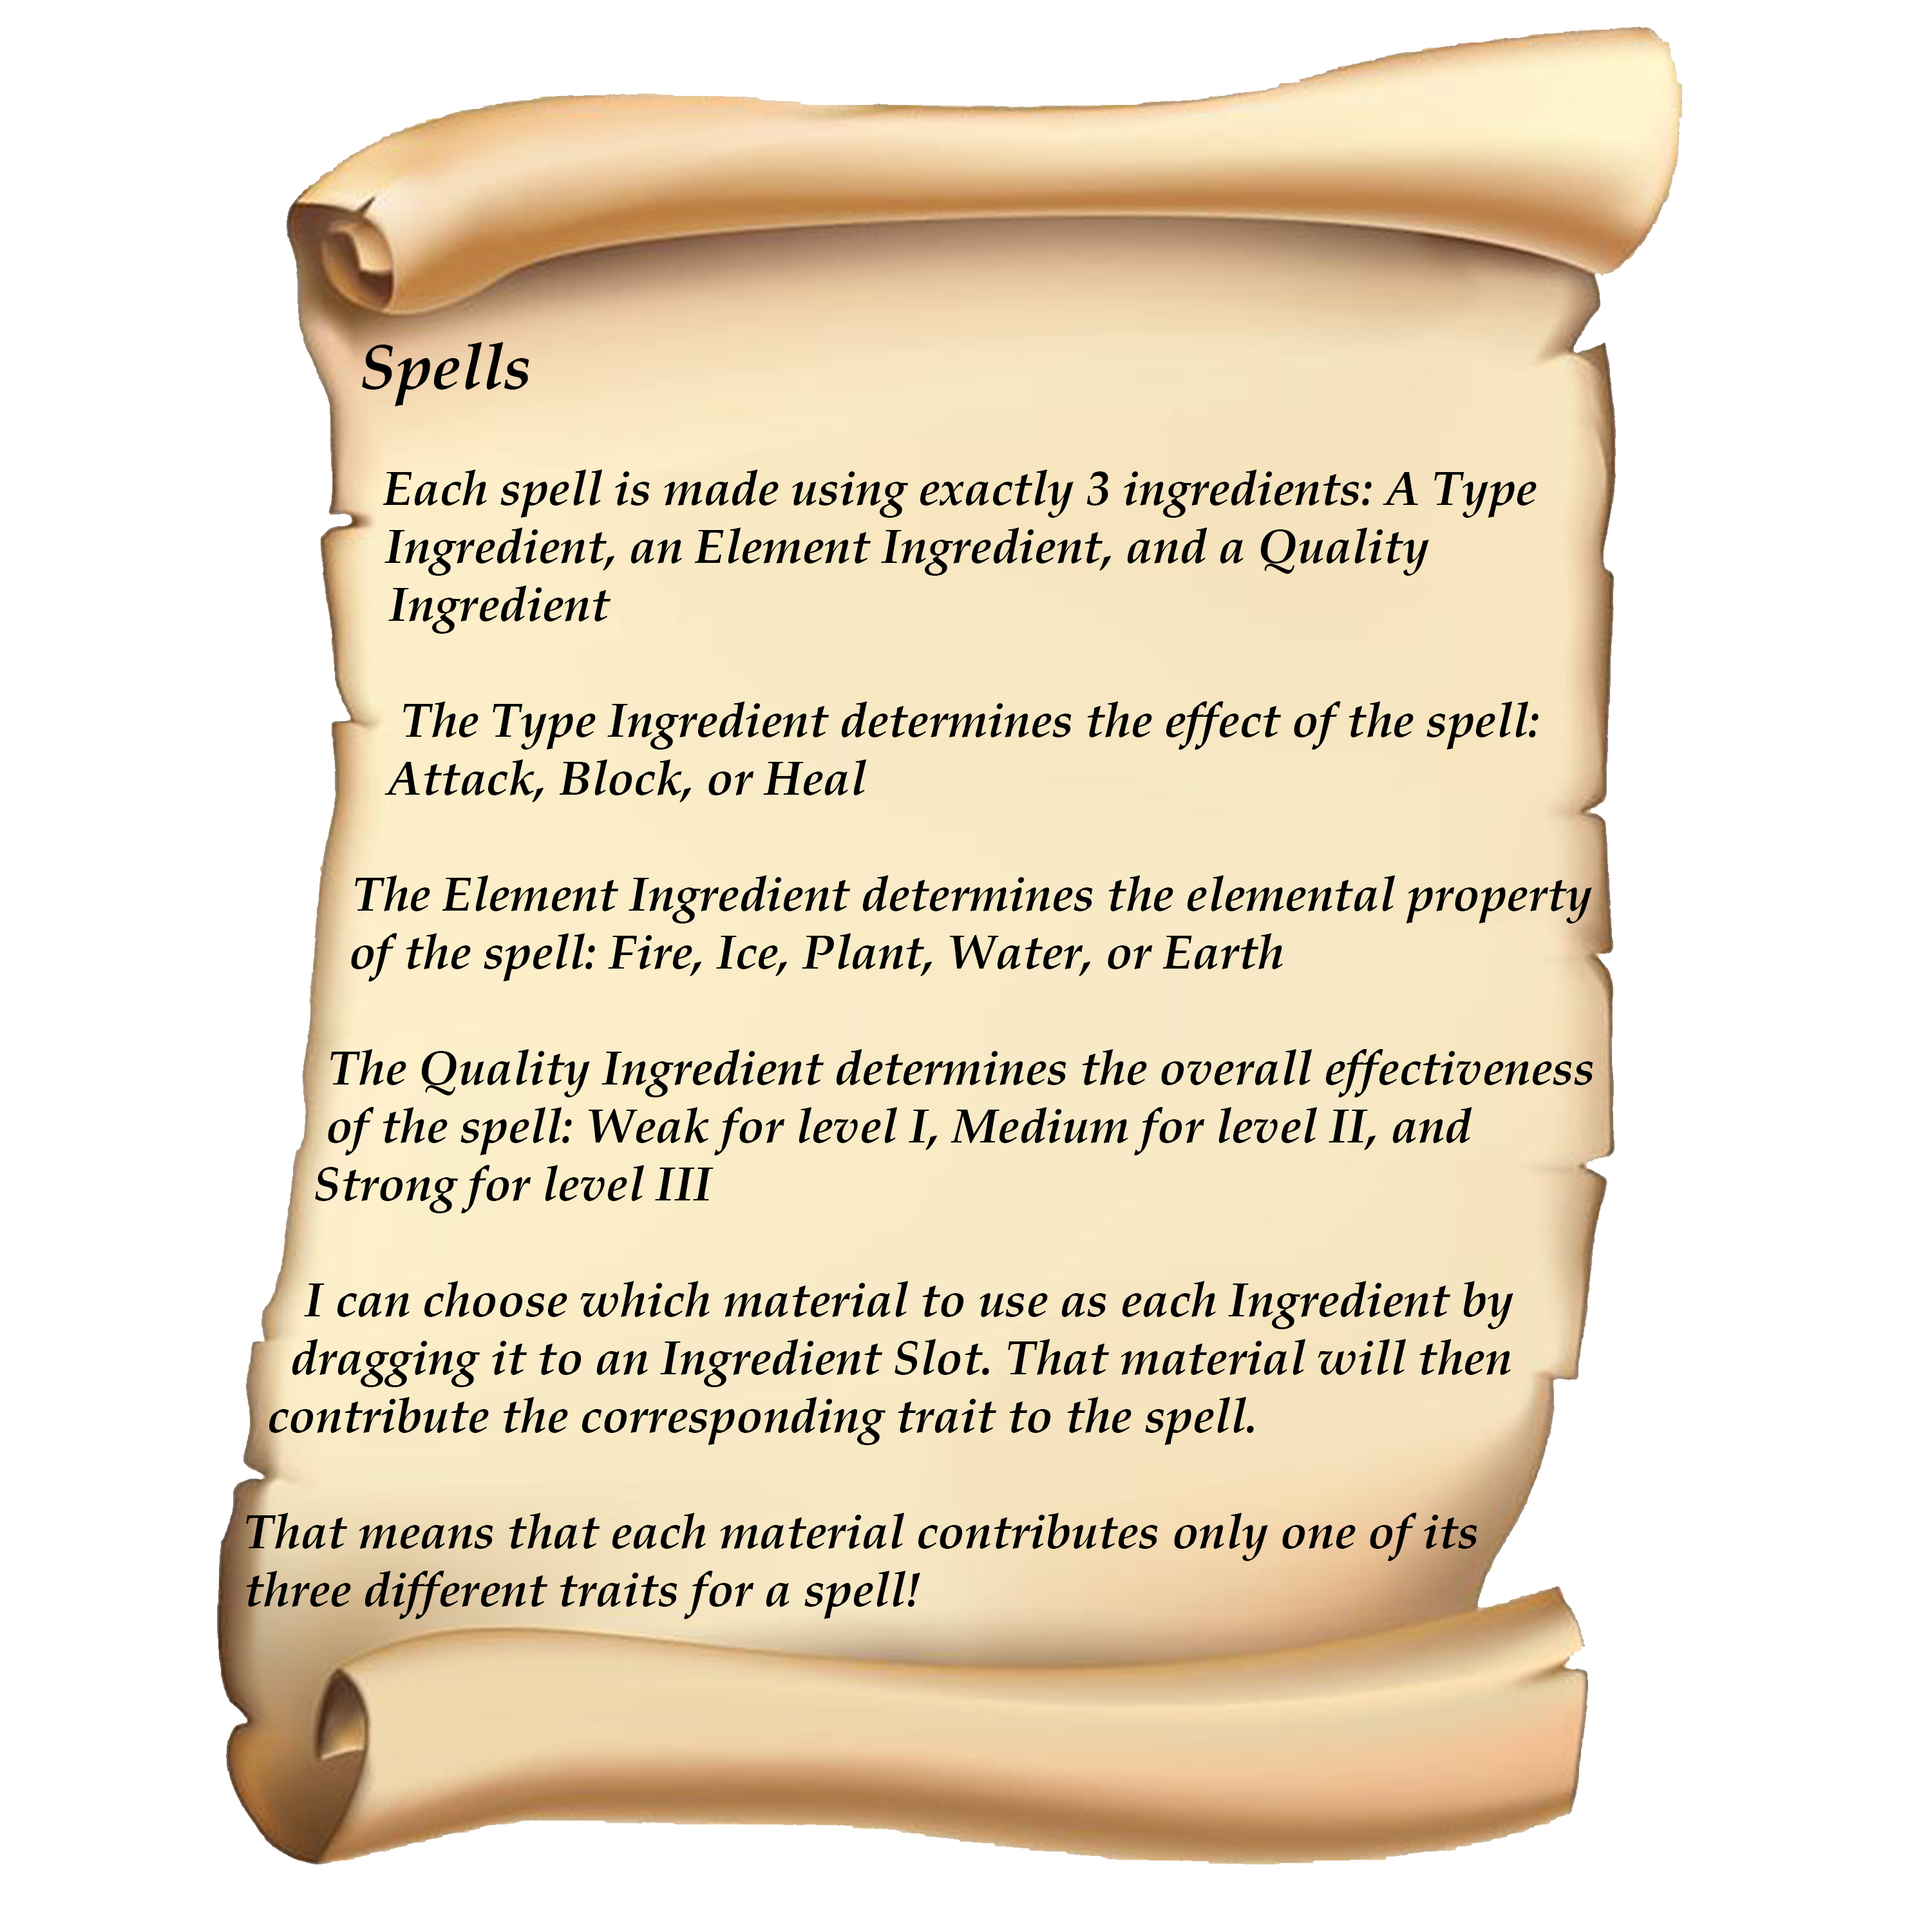 Spells
Each spell is made using exactly 3 ingredients: A Type
Ingredient, an Element Ingredient, and a Quality
Ingredient
The Type Ingredient determines the effect of the spell:
Attack, Block, or Heal
The Element Ingredient determines the elemental property
of the spell: Fire, Ice, Plant, Water, or Earth
The Quality Ingredient determines the overall effectiveness
of the spell: Weak for level I, Medium for level II, and
Strong for level III
I can choose which material to use as each Ingredient by
dragging it to an Ingredient Slot. That material will then
contribute the corresponding trait to the spell.
That means that each material contributes only one of its
three different traits for a spell!